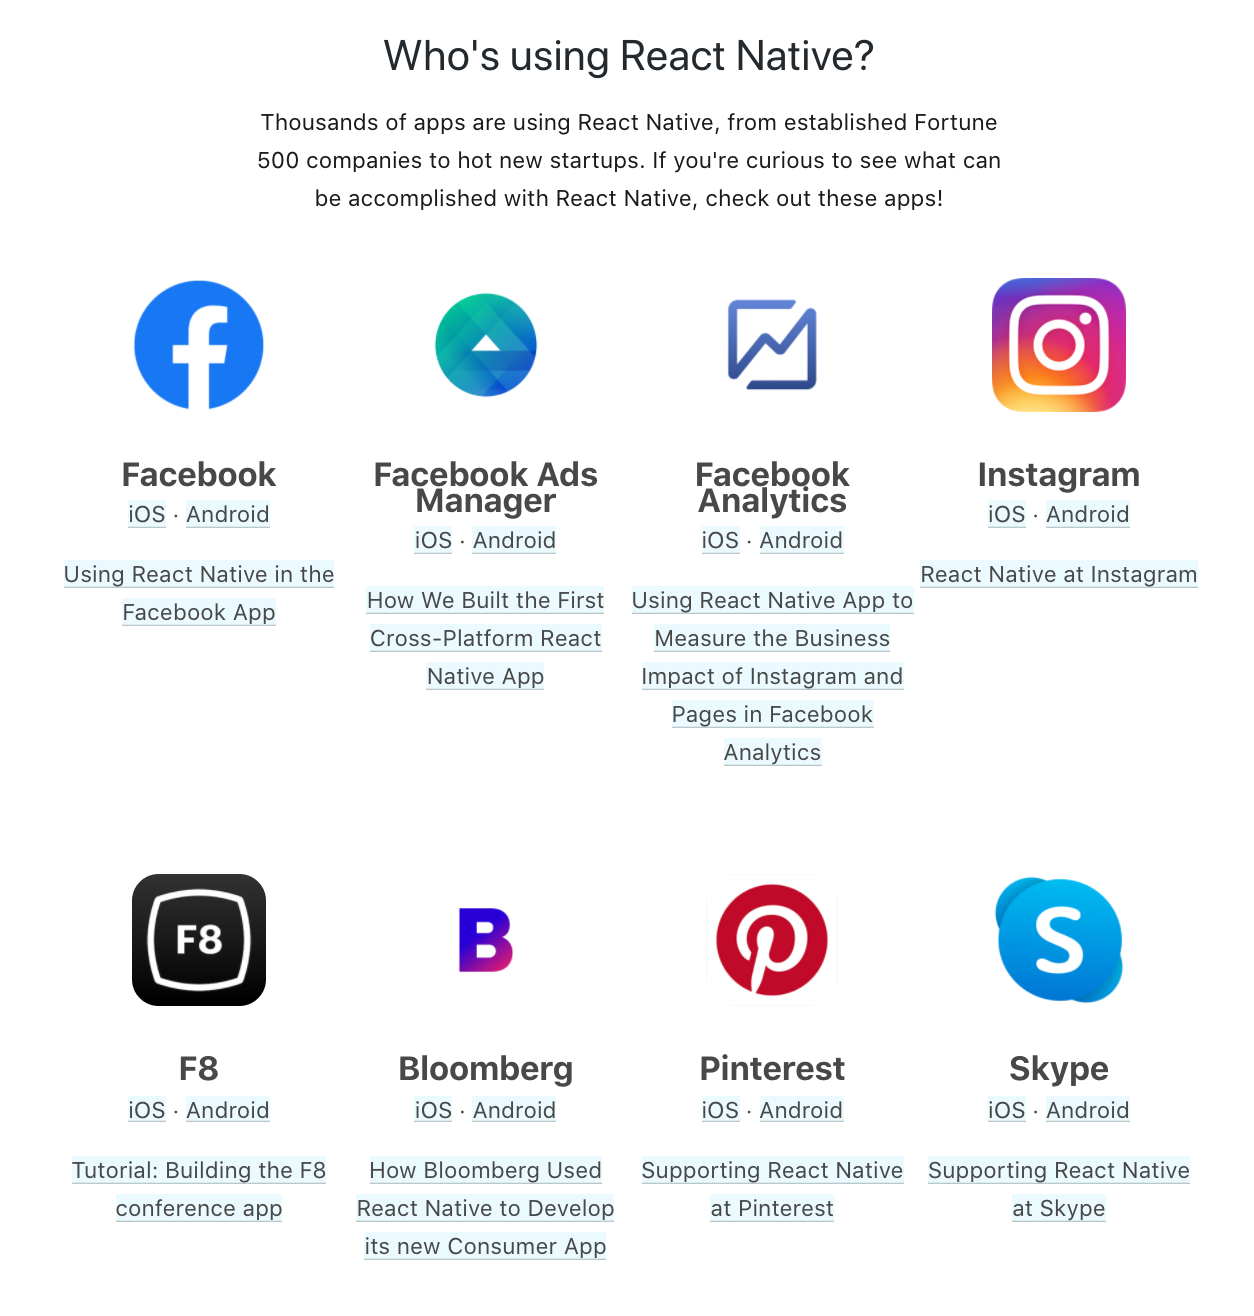 Who's using React Native?
Thousands of apps are using React Native, from established Fortune
500 companies to hot new startups. If you're curious to see what can
be accomplished with React Native, check out these apps!
Facebook
iOS · Android
Using React Native in the
Facebook App
Facebook Ads
Manager
iOS · Android
How We Built the First
Cross-Platform React
Native App
Facebook
Analytics
iOS · Android
Using React Native App to
Measure the Business
Impact of Instagram and
Pages in Facebook
Analytics
Instagram
iOS · Android
React Native at Instagram
F8
F8
iOS · Android
Tutorial: Building the F8
conference app
B
Bloomberg
iOS · Android
How Bloomberg Used
React Native to Develop
its new Consumer App
Pinterest
iOS · Android
Supporting React Native
at Pinterest
S
Skype
iOS · Android
Supporting React Native
at Skype